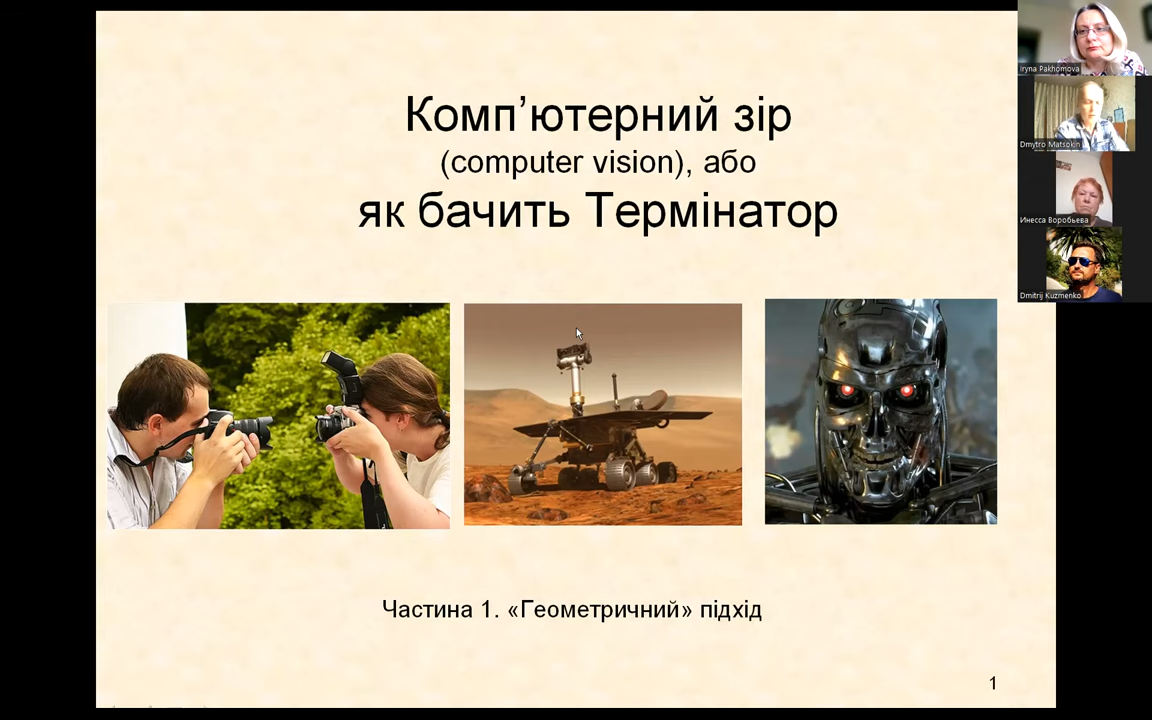 Комп’ютерний зір
(computer vision), або
як бачить Термінатор
Частина 1. «Геометричний» підхід
1
Iryna Pakhomova
Dmytro Matsokin
Инесса Воробьева
Dmitrij Kuzmenko